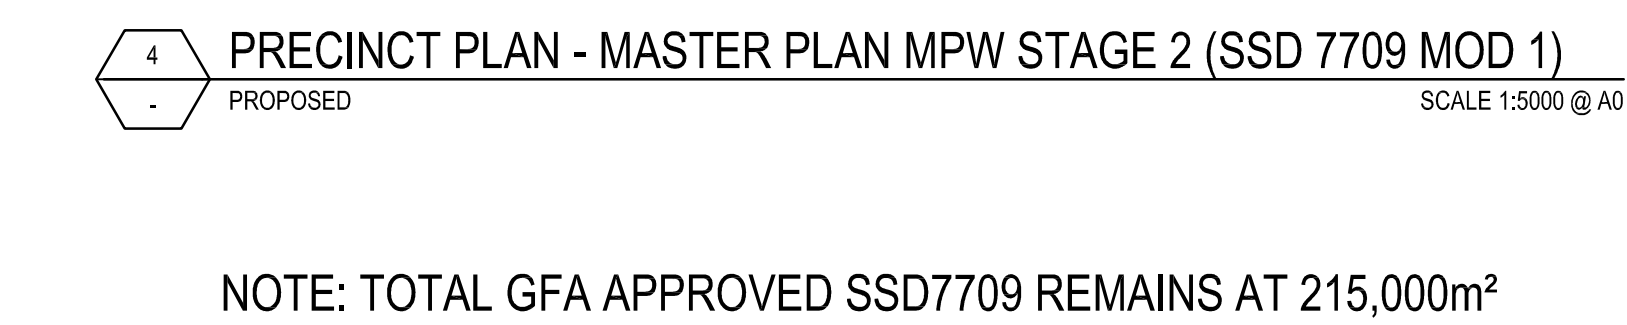 4
PRECINCT PLAN - MASTER PLAN MPW STAGE 2 (SSD 7709 MOD 1)
-
PROPOSED
SCALE 1:5000 @ A0
NOTE: TOTAL GFA APPROVED SSD7709 REMAINS AT 215,000m²